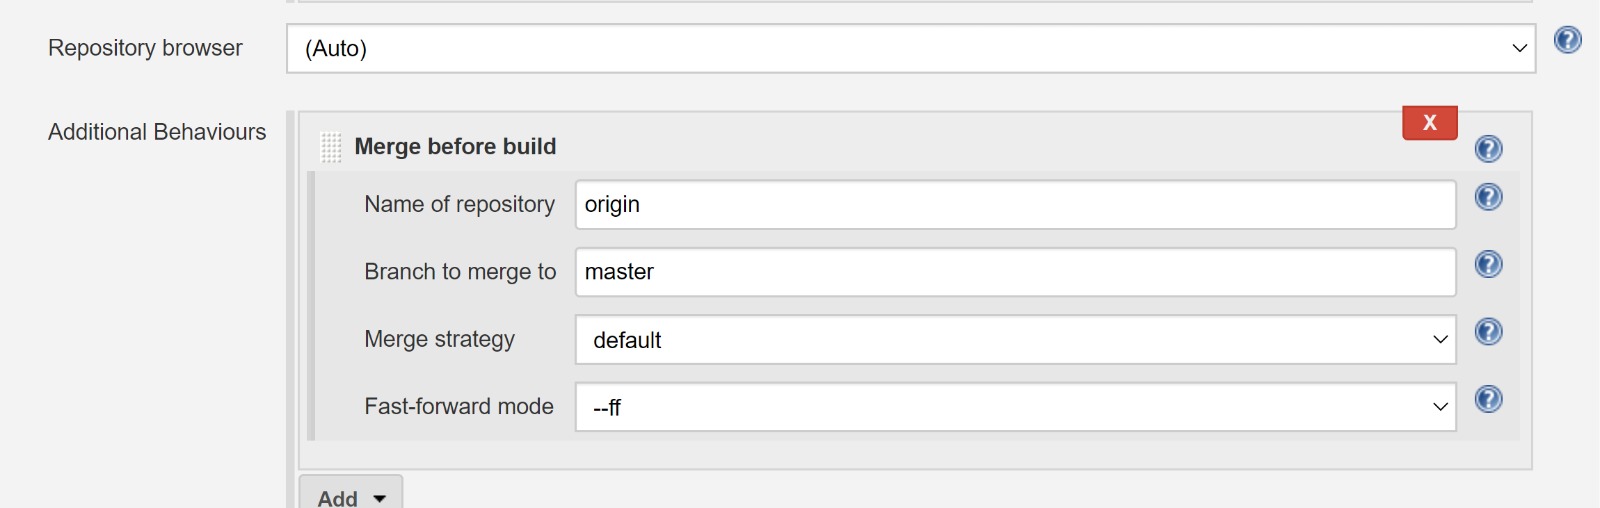 Repository browser
(Auto)
?
Additional Behaviours
X
Merge before build
?
Name of repository
origin
?
Branch to merge to
master
?
Merge strategy
default
?
Fast-forward mode
--ff
?
Add